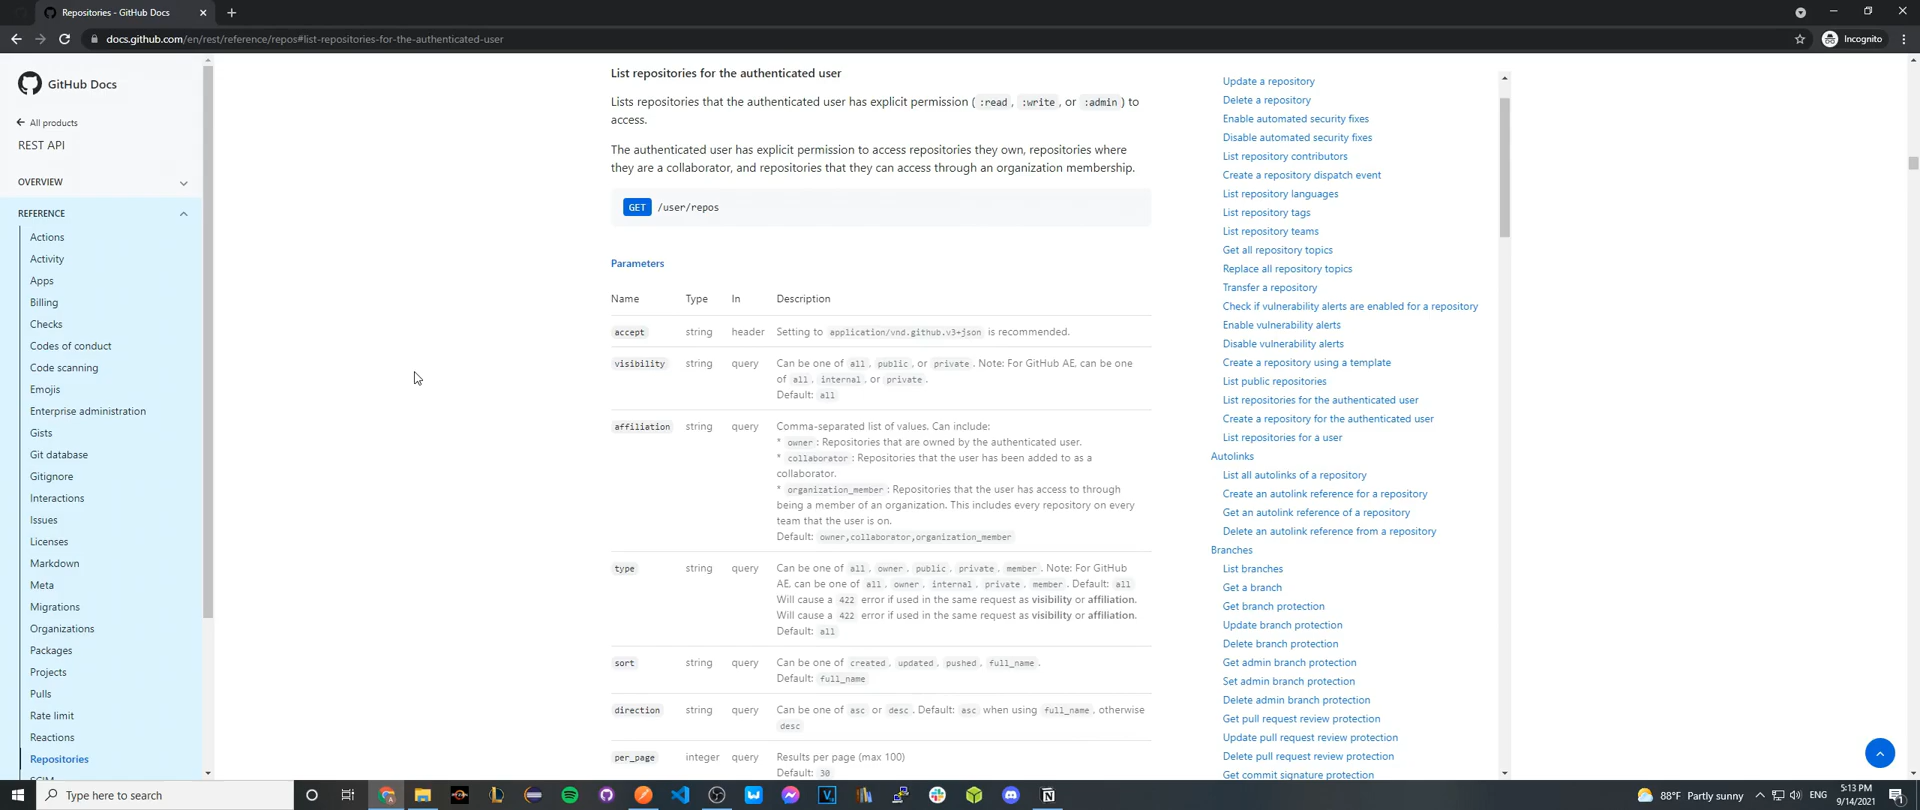 Repositories - GitHub Docs
docs.github.com/en/rest/reference/repos#list-repositories-for-the-authenticated-user
Incognito
GitHub Docs
All products
REST API
OVERVIEW
REFERENCE
Actions
Activity
Apps
Billing
Checks
Codes of conduct
Code scanning
Emojis
Enterprise administration
Gists
Git database
Gitignore
Interactions
Issues
Licenses
Markdown
Meta
Migrations
Organizations
Packages
Projects
Pulls
Rate limit
Reactions
Repositories
List repositories for the authenticated user
Lists repositories that the authenticated user has explicit permission ( :read , :write , or :admin ) to
access.
The authenticated user has explicit permission to access repositories they own, repositories where
they are a collaborator, and repositories that they can access through an organization membership.
GET /user/repos
Parameters
Name Type In Description
accept string header Setting to application/vnd.github.v3+json is recommended.
visibility string query Can be one of all , public , or private . Note: For GitHub AE, can be one
of all , internal , or private .
Default: all
affiliation string query Comma-separated list of values. Can include:
* owner : Repositories that are owned by the authenticated user.
* collaborator : Repositories that the user has been added to as a
collaborator.
* organization_member : Repositories that the user has access to through
being a member of an organization. This includes every repository on every
team that the user is on.
Default: owner,collaborator,organization_member
type string query Can be one of all , owner , public , private , member . Note: For GitHub
AE, can be one of all , owner , internal , private , member . Default: all
Will cause a 422 error if used in the same request as visibility or affiliation.
Will cause a 422 error if used in the same request as visibility or affiliation.
Default: all
sort string query Can be one of created , updated , pushed , full_name .
Default: full_name
direction string query Can be one of asc or desc . Default: asc when using full_name , otherwise
desc
per_page integer query Results per page (max 100)
Default: 30
Update a repository
Delete a repository
Enable automated security fixes
Disable automated security fixes
List repository contributors
Create a repository dispatch event
List repository languages
List repository tags
List repository teams
Get all repository topics
Replace all repository topics
Transfer a repository
Check if vulnerability alerts are enabled for a repository
Enable vulnerability alerts
Disable vulnerability alerts
Create a repository using a template
List public repositories
List repositories for the authenticated user
Create a repository for the authenticated user
List repositories for a user
Autolinks
List all autolinks of a repository
Create an autolink reference for a repository
Get an autolink reference of a repository
Delete an autolink reference from a repository
Branches
List branches
Get a branch
Get branch protection
Update branch protection
Delete branch protection
Get admin branch protection
Set admin branch protection
Delete admin branch protection
Get pull request review protection
Update pull request review protection
Delete pull request review protection
Get commit signature protection
Type here to search
88°F Partly sunny
ENG
5:13 PM
9/14/2021